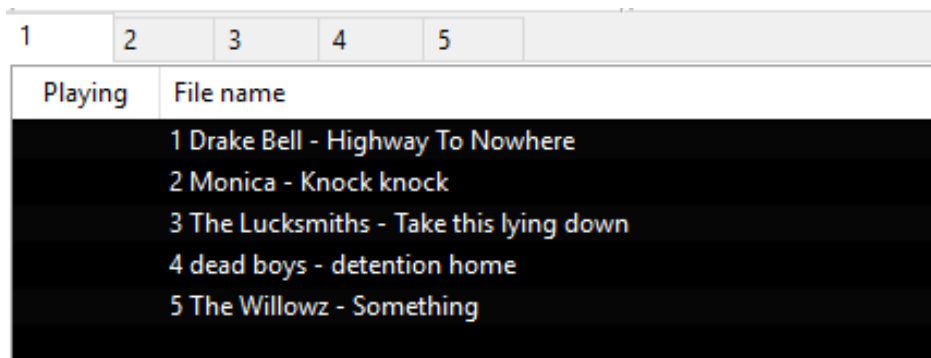 1 2 3 4 5
Playing File name
1 Drake Bell - Highway To Nowhere
2 Monica - Knock knock
3 The Lucksmiths - Take this lying down
4 dead boys - detention home
5 The Willowz - Something